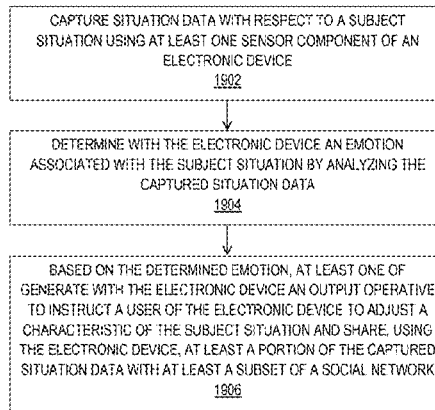 CAPTURE SITUATION DATA WITH RESPECT TO A SUBJECT
SITUATION USING AT LEAST ONE SENSOR COMPONENT OF AN
ELECTRONIC DEVICE
1902
DETERMINE WITH THE ELECTRONIC DEVICE AN EMOTION
ASSOCIATED WITH THE SUBJECT SITUATION BY ANALYZING THE
CAPTURED SITUATION DATA
1904
BASED ON THE DETERMINED EMOTION, AT LEAST ONE OF
GENERATE WITH THE ELECTRONIC DEVICE AN OUTPUT OPERATIVE
TO INSTRUCT A USER OF THE ELECTRONIC DEVICE TO ADJUST A
CHARACTERISTIC OF THE SUBJECT SITUATION AND SHARE, USING
THE ELECTRONIC DEVICE, AT LEAST A PORTION OF THE CAPTURED
SITUATION DATA WITH AT LEAST A SUBSET OF A SOCIAL NETWORK
1906